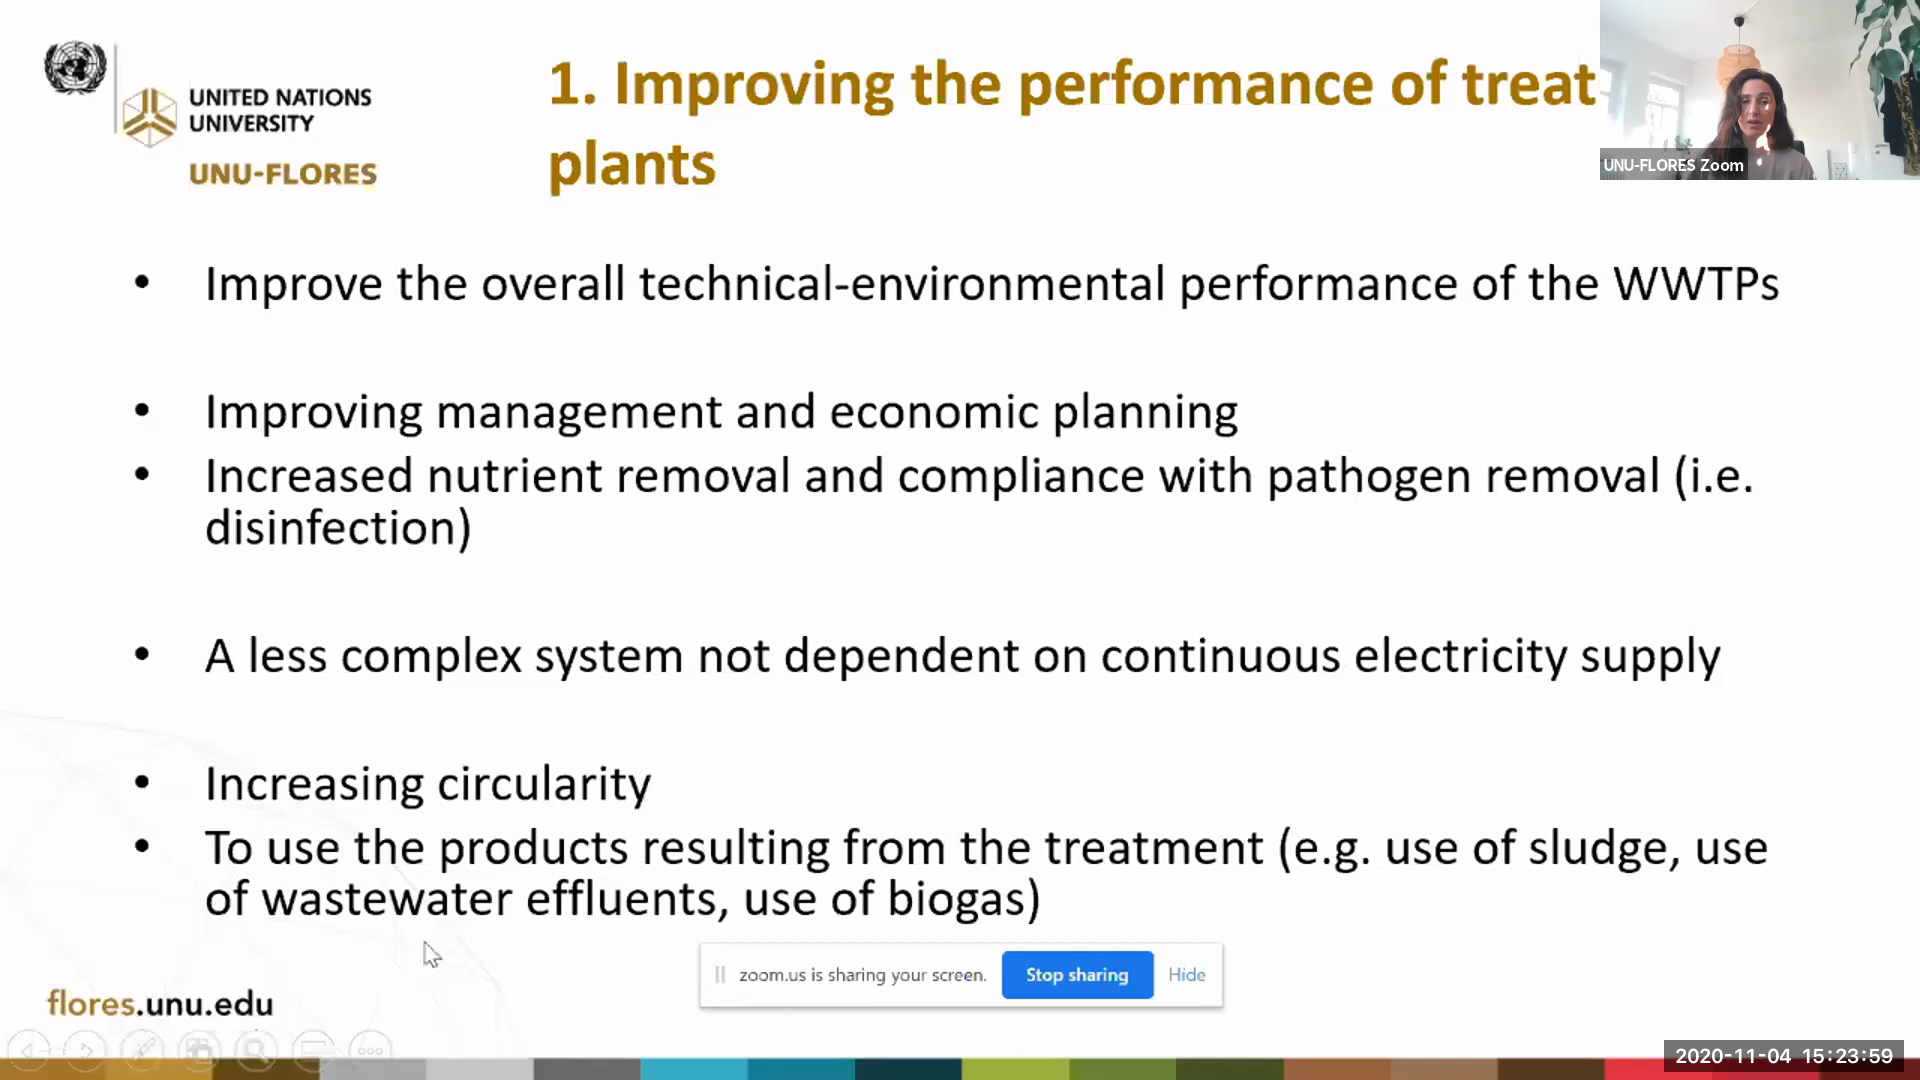 UNITED NATIONS
UNIVERSITY
UNU-FLORES
1. Improving the performance of treat
plants
UNU-FLORES Zoom
• Improve the overall technical-environmental performance of the WWTPs
• Improving management and economic planning
• Increased nutrient removal and compliance with pathogen removal (i.e.
disinfection)
• A less complex system not dependent on continuous electricity supply
• Increasing circularity
• To use the products resulting from the treatment (e.g. use of sludge, use
of wastewater effluents, use of biogas)
zoom.us is sharing your screen. Stop sharing Hide
flores.unu.edu
2020-11-04 15:23:59